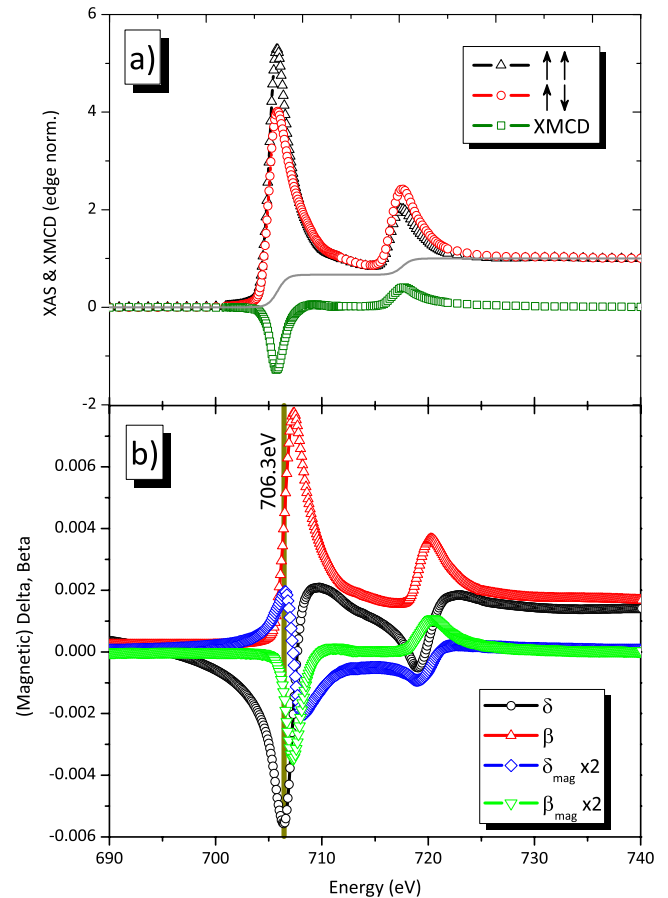 a)
6
4
2
0
-2
XAS & XMCD (edge norm.)
↑↑
↑↓
XMCD
b)
706.3eV
0.006
0.004
0.002
0.000
-0.002
-0.004
-0.006
(Magnetic) Delta, Beta
δ
β
δmag x2
βmag x2
690 700 710 720 730 740
Energy (eV)